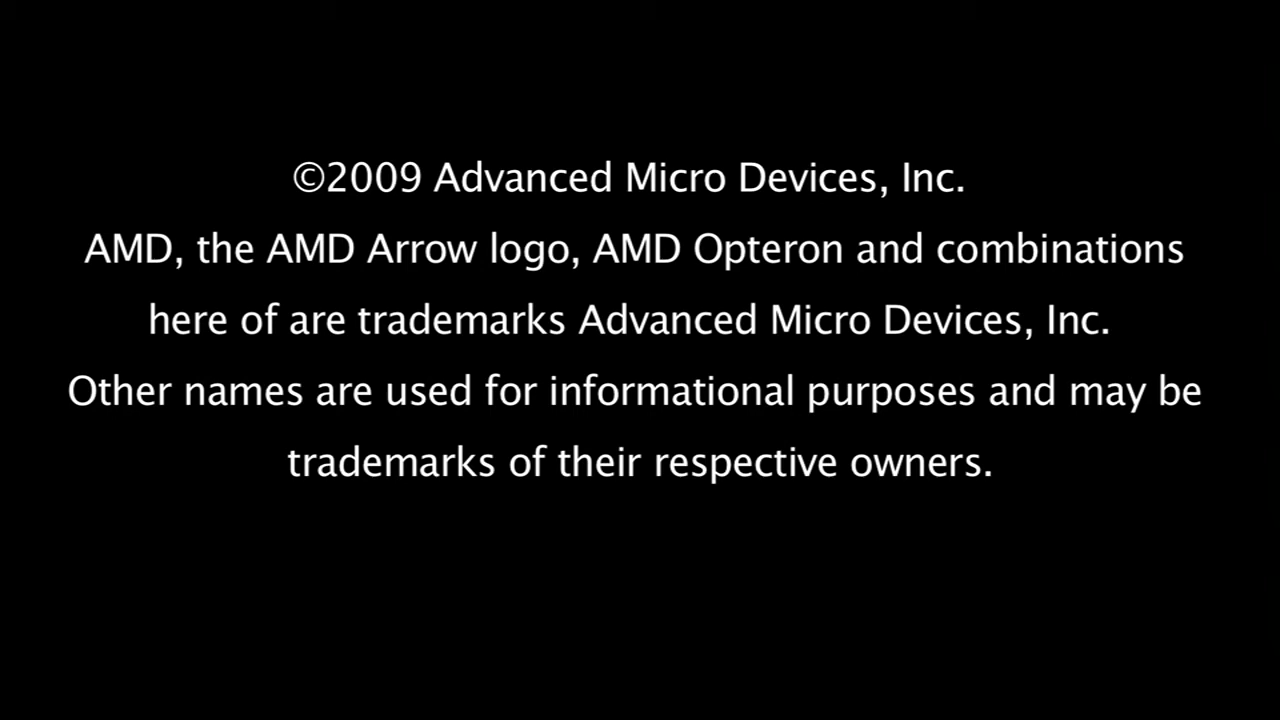 ©2009 Advanced Micro Devices, Inc.
AMD, the AMD Arrow logo, AMD Opteron and combinations
here of are trademarks Advanced Micro Devices, Inc.
Other names are used for informational purposes and may be
trademarks of their respective owners.